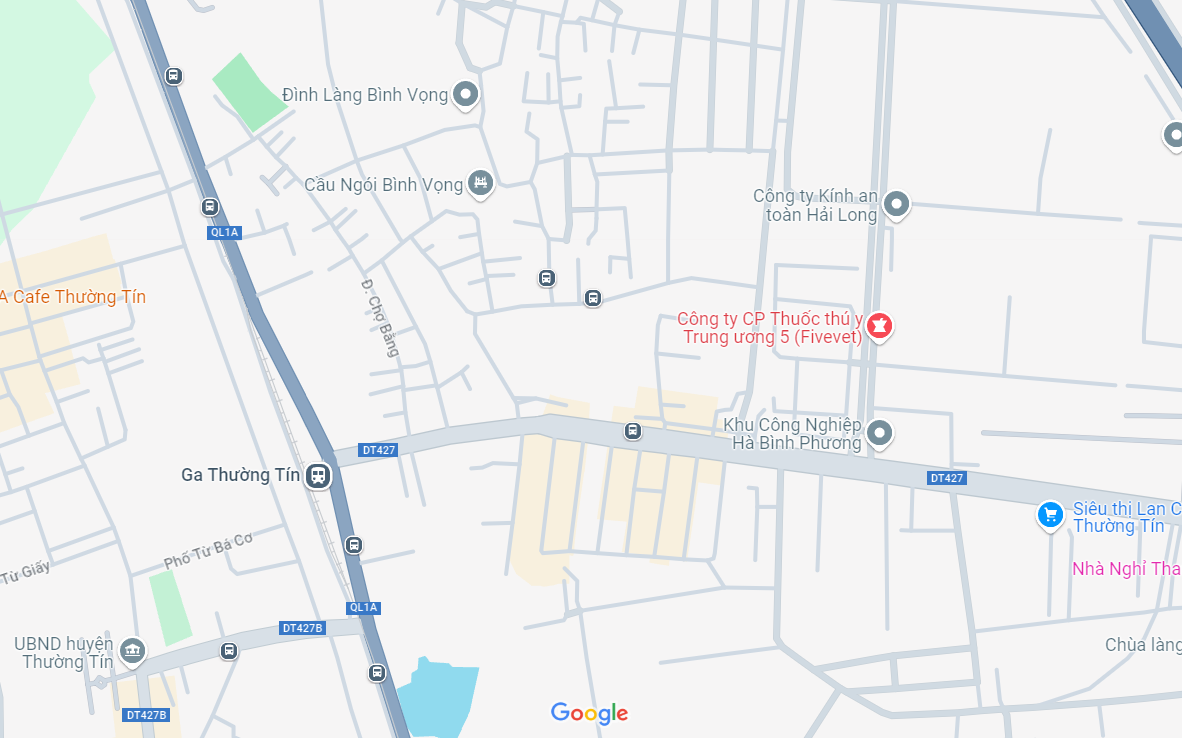 Đình Làng Bình Vọng
Cầu Ngói Bình Vọng
Công ty Kính an
toàn Hải Long
QL1A
A Cafe Thường Tín
Đ. Chợ Bằng
Công ty CP Thuốc thú y
Trung ương 5 (Fivevet)
Khu Công Nghiệp
Hà Bình Phương
DT427
Ga Thường Tín
DT427
Siêu thị Lan C
Thường Tín
Phố Từ Bá Cơ
Từ Giấy
Nhà Nghỉ Tha
QL1A
DT427B
UBND huyện
Thường Tín
Chùa làng
DT427B
Google